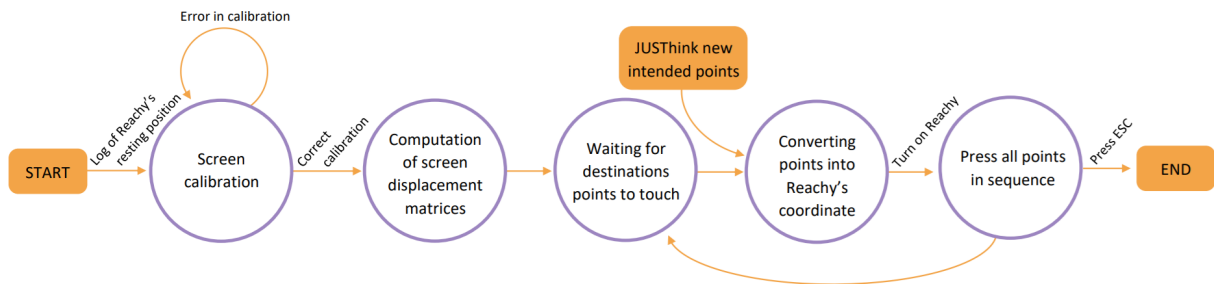 Error in calibration
JUSThink new
intended points
START
Log of Reachy's
resting position
Screen
calibration
Correct
calibration
Computation
of screen
displacement
matrices
Waiting for
destinations
points to touch
Converting
points into
Reachy's
coordinate
Turn on Reachy
Press all points
in sequence
Press ESC
END